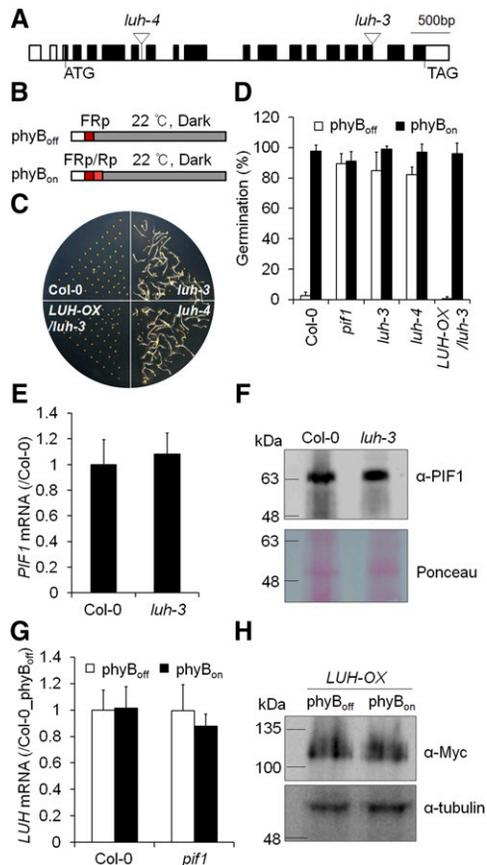 A
luh-4
luh-3
500bp
ATG
TAG
B
FRp 22 ℃, Dark
phyBoff
FRp/Rp 22 ℃, Dark
phyBon
C
Col-0
luh-3
LUH-OX
/luh-3
luh-4
D
phyBoff
phyBon
Germination (%)
120
100
80
60
40
20
0
Col-0
pif1
luh-3
luh-4
LUH-OX
/luh-3
E
PIF1 mRNA (/Col-0)
1.4
1.2
1
0.8
0.6
0.4
0.2
0
Col-0
luh-3
F
kDa
Col-0
luh-3
63
48
α-PIF1
63
48
Ponceau
G
LUH mRNA (/Col-0_phyBoff)
phyBoff
phyBon
1.4
1.2
1
0.8
0.6
0.4
0.2
0
Col-0
pif1
H
LUH-OX
kDa
phyBoff
phyBon
135
100
α-Myc
α-tubulin
48